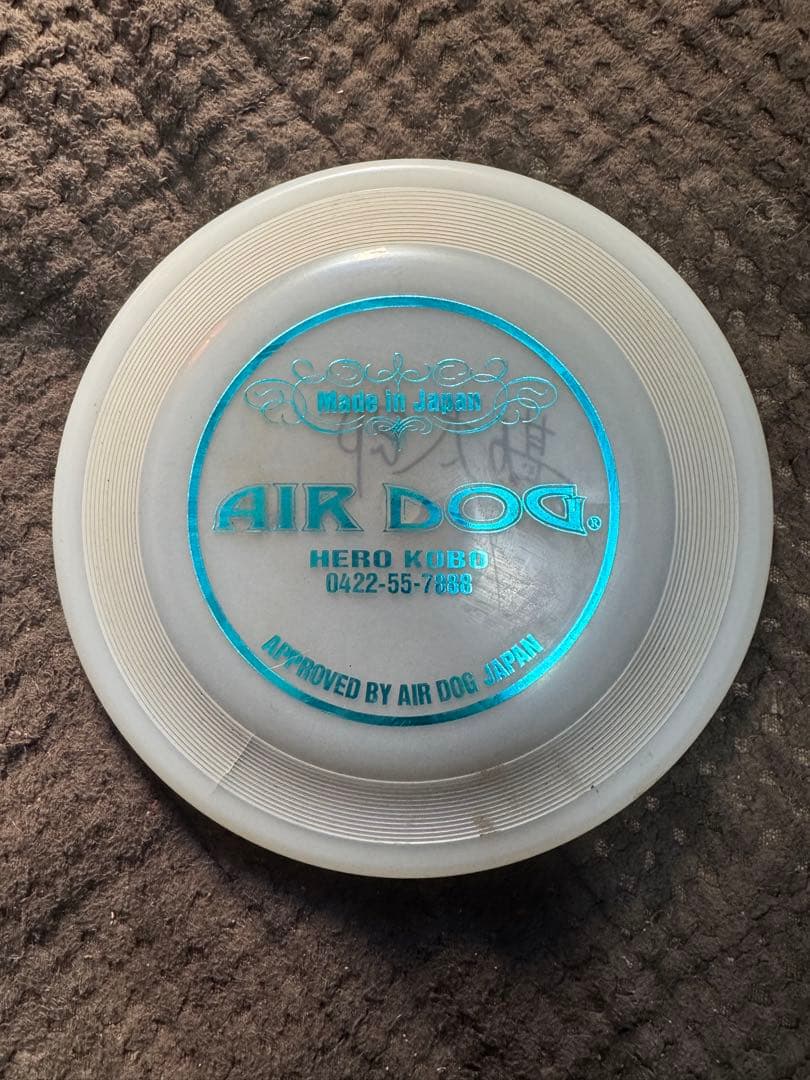 Made in Japan
AIR DOG®
HERO KUBO
0422-55-7888
APPROVED BY AIR DOG JAPAN